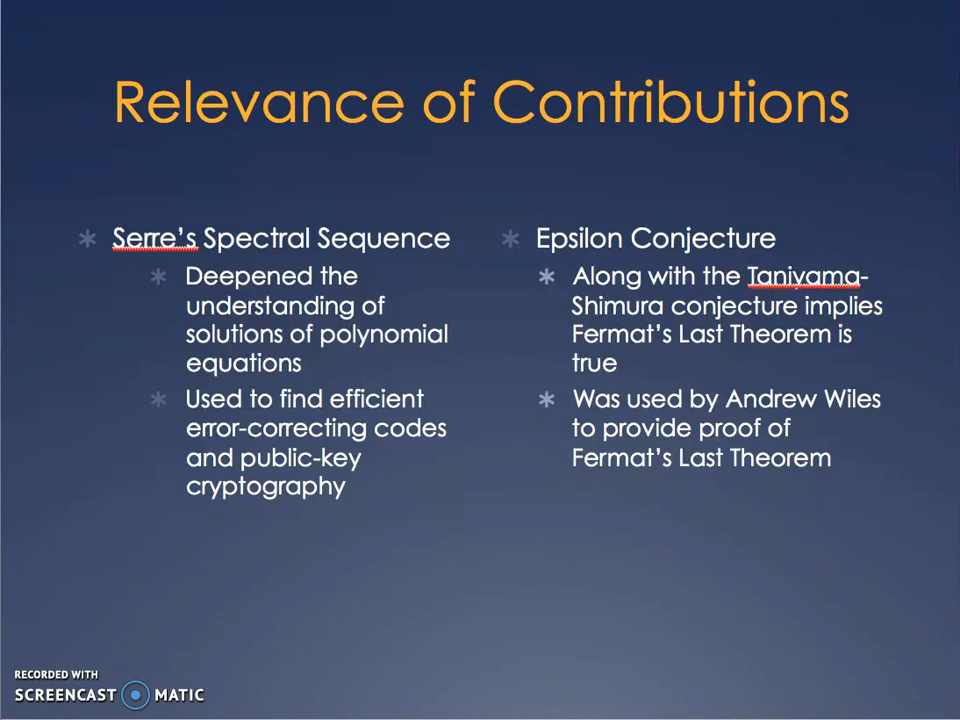 Relevance of Contributions
Serre's Spectral Sequence
Deepened the
understanding of
solutions of polynomial
equations
Used to find efficient
error-correcting codes
and public-key
cryptography
Epsilon Conjecture
Along with the Taniyama-
Shimura conjecture implies
Fermat's Last Theorem is
true
Was used by Andrew Wiles
to provide proof of
Fermat's Last Theorem
RECORDED WITH
SCREENCAST MATIC